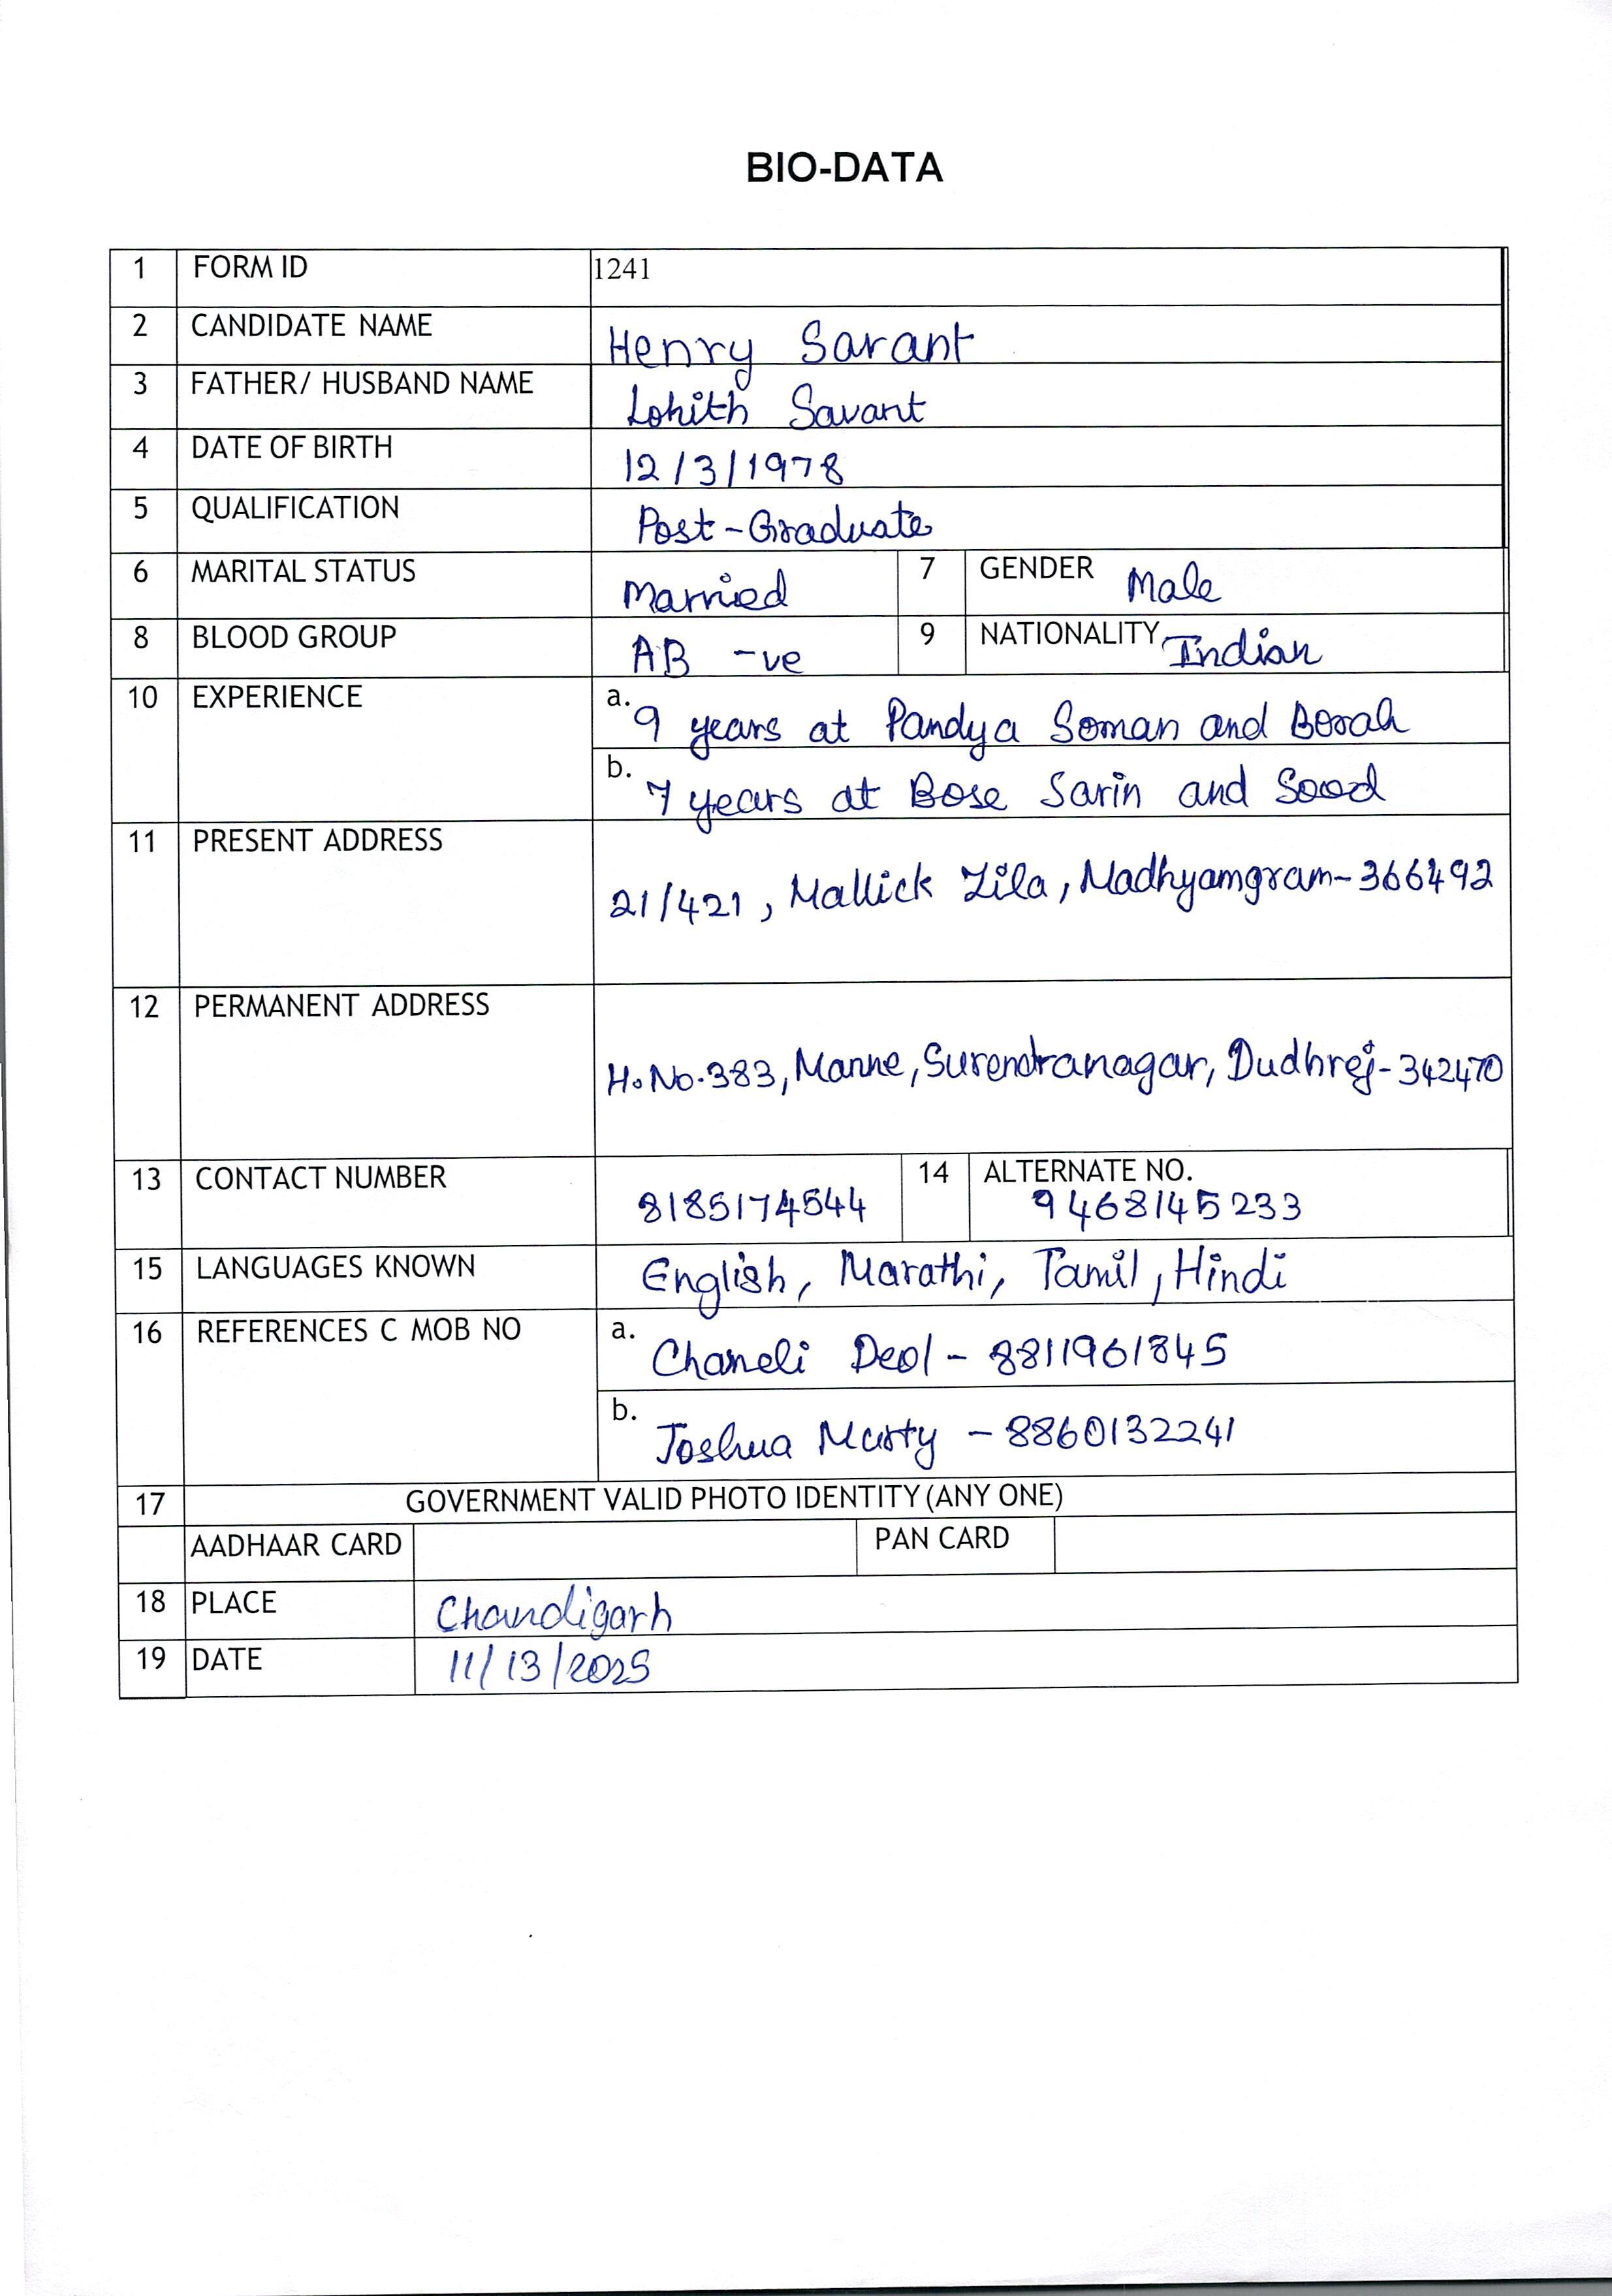 BIO-DATA
1 FORM ID 1241
2 CANDIDATE NAME Henry Savant
3 FATHER/ HUSBAND NAME Lohith Savant
4 DATE OF BIRTH 12/3/1978
5 QUALIFICATION Post-Graduate
6 MARITAL STATUS Married 7 GENDER Male
8 BLOOD GROUP AB -ve 9 NATIONALITY Indian
10 EXPERIENCE a. 9 years at Pandya Soman and Borah
b. 7 years at Bose Sarin and Sood
11 PRESENT ADDRESS
21/421, Mallick Zila, Madhyamgram-366492
12 PERMANENT ADDRESS
H.No.383, Manne, Surendranagar, Dudhrej-342470
13 CONTACT NUMBER 8185174544 14 ALTERNATE NO. 9468145233
15 LANGUAGES KNOWN English, Marathi, Tamil, Hindi
16 REFERENCES C MOB NO a. Chameli Deol - 8811961845
b. Joshua Murty - 8860132241
17 GOVERNMENT VALID PHOTO IDENTITY (ANY ONE)
AADHAAR CARD PAN CARD
18 PLACE Chandigarh
19 DATE 11/13/2025